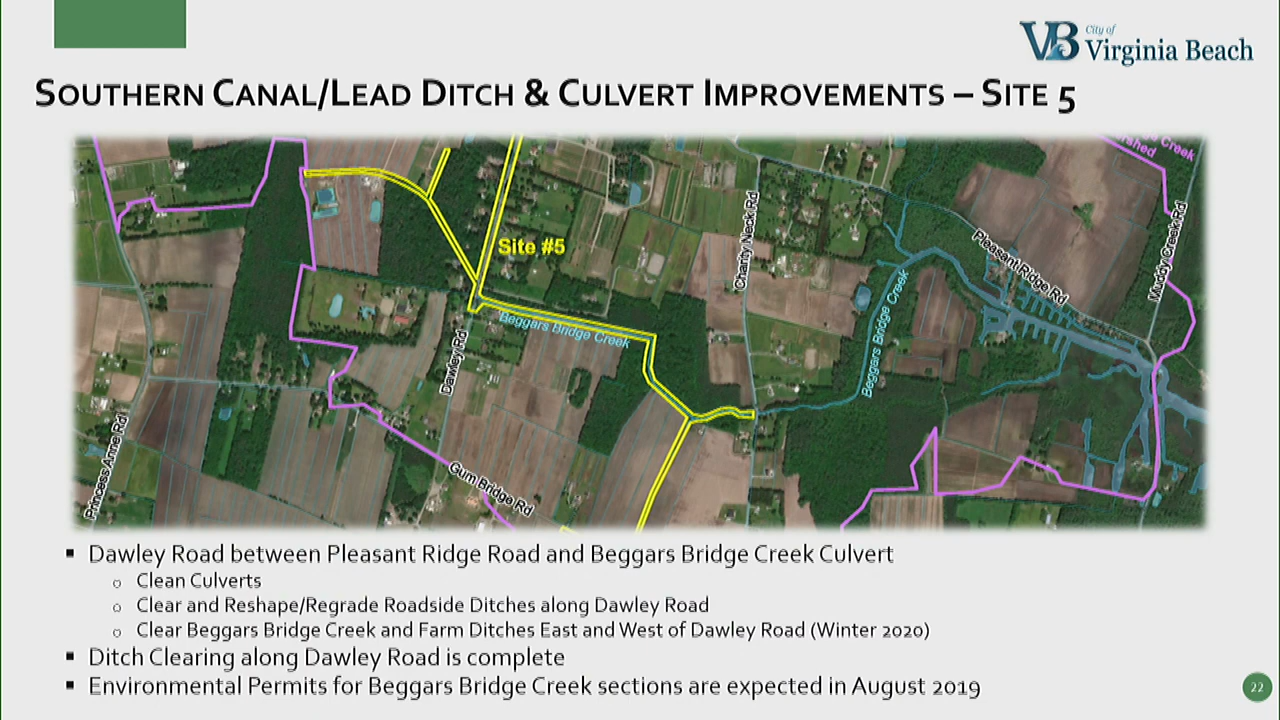 City of
VB Virginia Beach
SOUTHERN CANAL/LEAD DITCH & CULVERT IMPROVEMENTS – SITE 5
Creek
shed
Muddy Creek Rd
Charity Neck Rd
Pleasant Ridge Rd
Site #5
Beggars Bridge Creek
Beggars Bridge Creek
Dawley Rd
Princess Anne Rd
Gum Bridge Rd
▪ Dawley Road between Pleasant Ridge Road and Beggars Bridge Creek Culvert
o Clean Culverts
o Clear and Reshape/Regrade Roadside Ditches along Dawley Road
o Clear Beggars Bridge Creek and Farm Ditches East and West of Dawley Road (Winter 2020)
▪ Ditch Clearing along Dawley Road is complete
▪ Environmental Permits for Beggars Bridge Creek sections are expected in August 2019
22